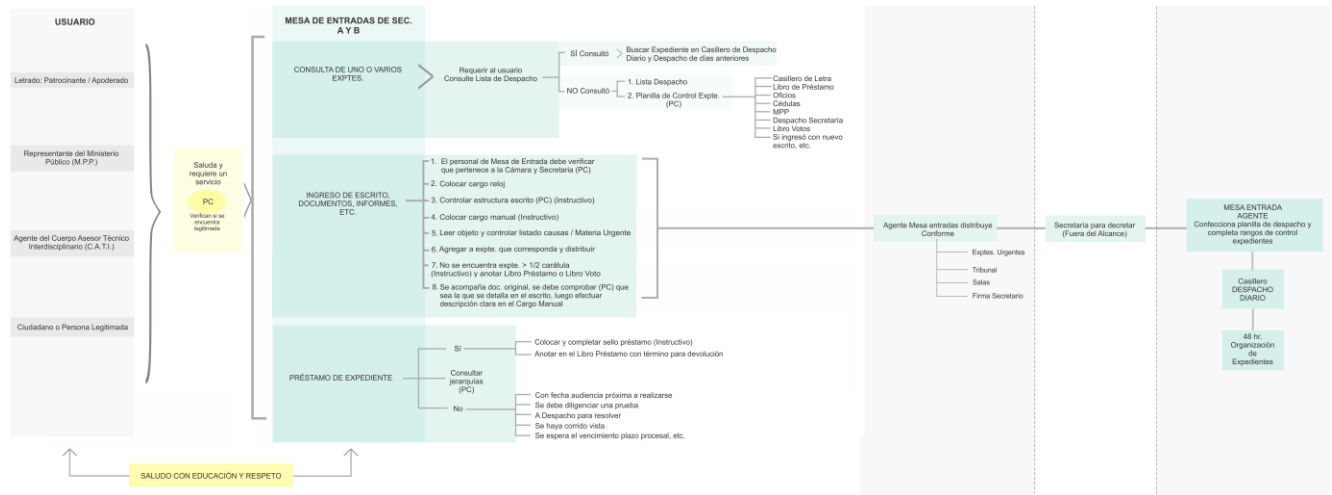 USUARIO
Letrado: Patrocinante / Apoderado
Representante del Ministerio
Público (M.P.P.)
Agente del Cuerpo Asesor Técnico
Interdisciplinario (C.A.T.I.)
Ciudadano o Persona Legitimada
Saluda y
requiere un
servicio
PC
Verifican si se
encuentra
legitimada
SALUDO CON EDUCACIÓN Y RESPETO
MESA DE ENTRADAS DE SEC.
A Y B
CONSULTA DE UNO O VARIOS
EXPTES.
Requerir al usuario
Consulte Lista de Despacho
SÍ Consultó
Buscar Expediente en Casillero de Despacho
Diario y Despacho de días anteriores
NO Consultó
1. Lista Despacho
2. Planilla de Control Expte.
(PC)
Casillero de Letra
Libro de Préstamo
Oficios
Cédulas
MPP
Despacho Secretaría
Libro Votos
Si ingresó con nuevo
escrito, etc.
INGRESO DE ESCRITO,
DOCUMENTOS, INFORMES,
ETC.
1. El personal de Mesa de Entrada debe verificar
que pertenece a la Cámara y Secretaria (PC)
2. Colocar cargo reloj
3. Controlar estructura escrito (PC) (Instructivo)
4. Colocar cargo manual (Instructivo)
5. Leer objeto y controlar listado causas / Materia Urgente
6. Agregar a expte. que corresponda y distribuir
7. No se encuentra expte. > 1/2 carátula
(Instructivo) y anotar Libro Préstamo o Libro Voto
8. Se acompaña doc. original, se debe comprobar (PC) que
sea la que se detalla en el escrito, luego efectuar
descripción clara en el Cargo Manual
PRÉSTAMO DE EXPEDIENTE
Sí
Colocar y completar sello préstamo (Instructivo)
Anotar en el Libro Préstamo con término para devolución
Consultar
jerarquías
(PC)
No
Con fecha audiencia próxima a realizarse
Se debe diligenciar una prueba
A Despacho para resolver
Se haya corrido vista
Se espera el vencimiento plazo procesal, etc.
Agente Mesa entradas distribuye
Conforme
Exptes. Urgentes
Tribunal
Salas
Firma Secretario
Secretaria para decretar
(Fuera del Alcance)
MESA ENTRADA
AGENTE
Confecciona planilla de despacho y
completa rangos de control
expedientes
Casillero
DESPACHO
DIARIO
48 hr.
Organización
de
Expedientes